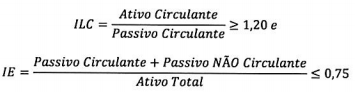 ILC = Ativo Circulante / Passivo Circulante ≥ 1,20 e
IE = Passivo Circulante + Passivo NÃO Circulante / Ativo Total ≤ 0,75